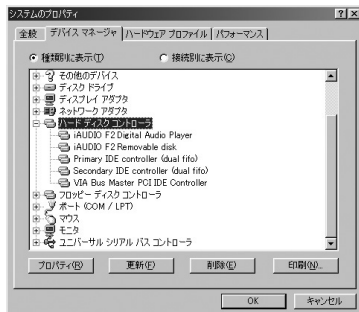 システムのプロパティ
全般 デバイス マネージャ ハードウェア プロファイル パフォーマンス
種類別に表示(T) 接続別に表示(C)
その他のデバイス
ディスク ドライブ
ディスプレイ アダプタ
ネットワーク アダプタ
ハード ディスク コントローラ
iAUDIO F2 Digital Audio Player
iAUDIO F2 Removable disk
Primary IDE controller (dual fifo)
Secondary IDE controller (dual fifo)
VIA Bus Master PCI IDE Controller
フロッピー ディスク コントローラ
ポート (COM / LPT)
マウス
モニタ
ユニバーサル シリアル バス コントローラ
プロパティ(R) 更新(F) 削除(E) 印刷(N)...
OK キャンセル